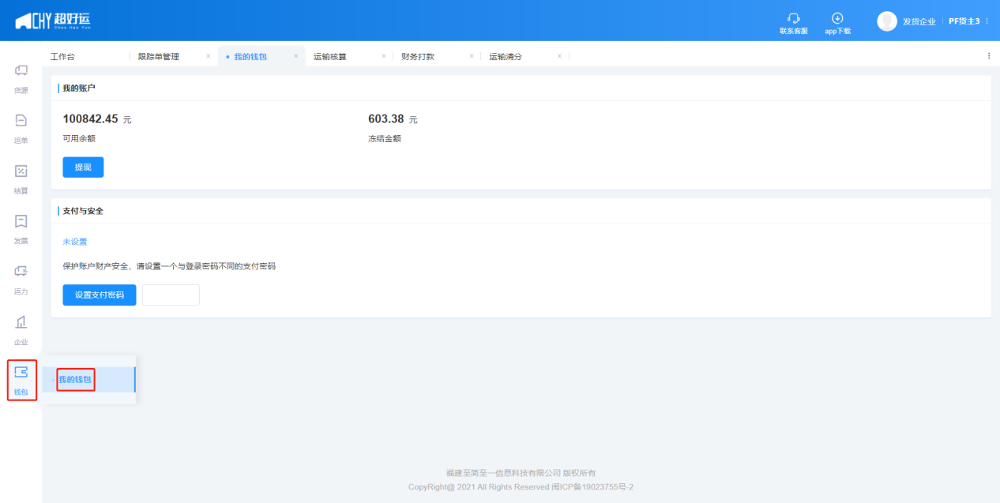 CHY 超好运
Chao Hao Yun
联系客服
app下载
发货企业
PF货主3
工作台
跟踪单管理 ×
• 我的钱包 ×
运输核算 ×
财务打款 ×
运输清分 ×
货源
运单
结算
发票
运力
企业
钱包
· 我的钱包
我的账户
100842.45 元
可用余额
603.38 元
冻结金额
提现
支付与安全
未设置
保护账户财产安全，请设置一个与登录密码不同的支付密码
设置支付密码
福建至简至一信息科技有限公司 版权所有
CopyRight@ 2021 All Rights Reserved 闽ICP备19023755号-2